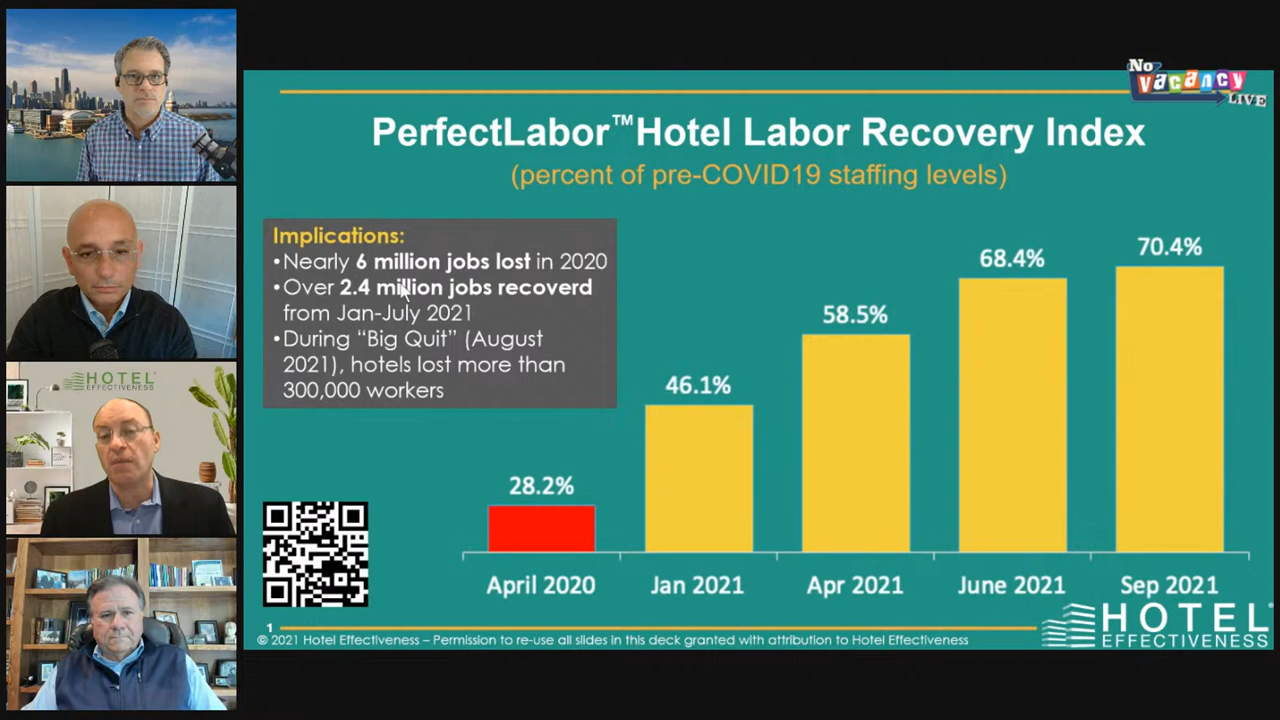 No
vacancy
LIVE
PerfectLabor™Hotel Labor Recovery Index
(percent of pre-COVID19 staffing levels)
Implications:
•Nearly 6 million jobs lost in 2020
•Over 2.4 million jobs recoverd
from Jan-July 2021
•During “Big Quit” (August
2021), hotels lost more than
300,000 workers
28.2%
46.1%
58.5%
68.4%
70.4%
April 2020
Jan 2021
Apr 2021
June 2021
Sep 2021
1
© 2021 Hotel Effectiveness – Permission to re-use all slides in this deck granted with attribution to Hotel Effectiveness
HOTEL
EFFECTIVENESS
HOTEL
EFFECTIVENESS